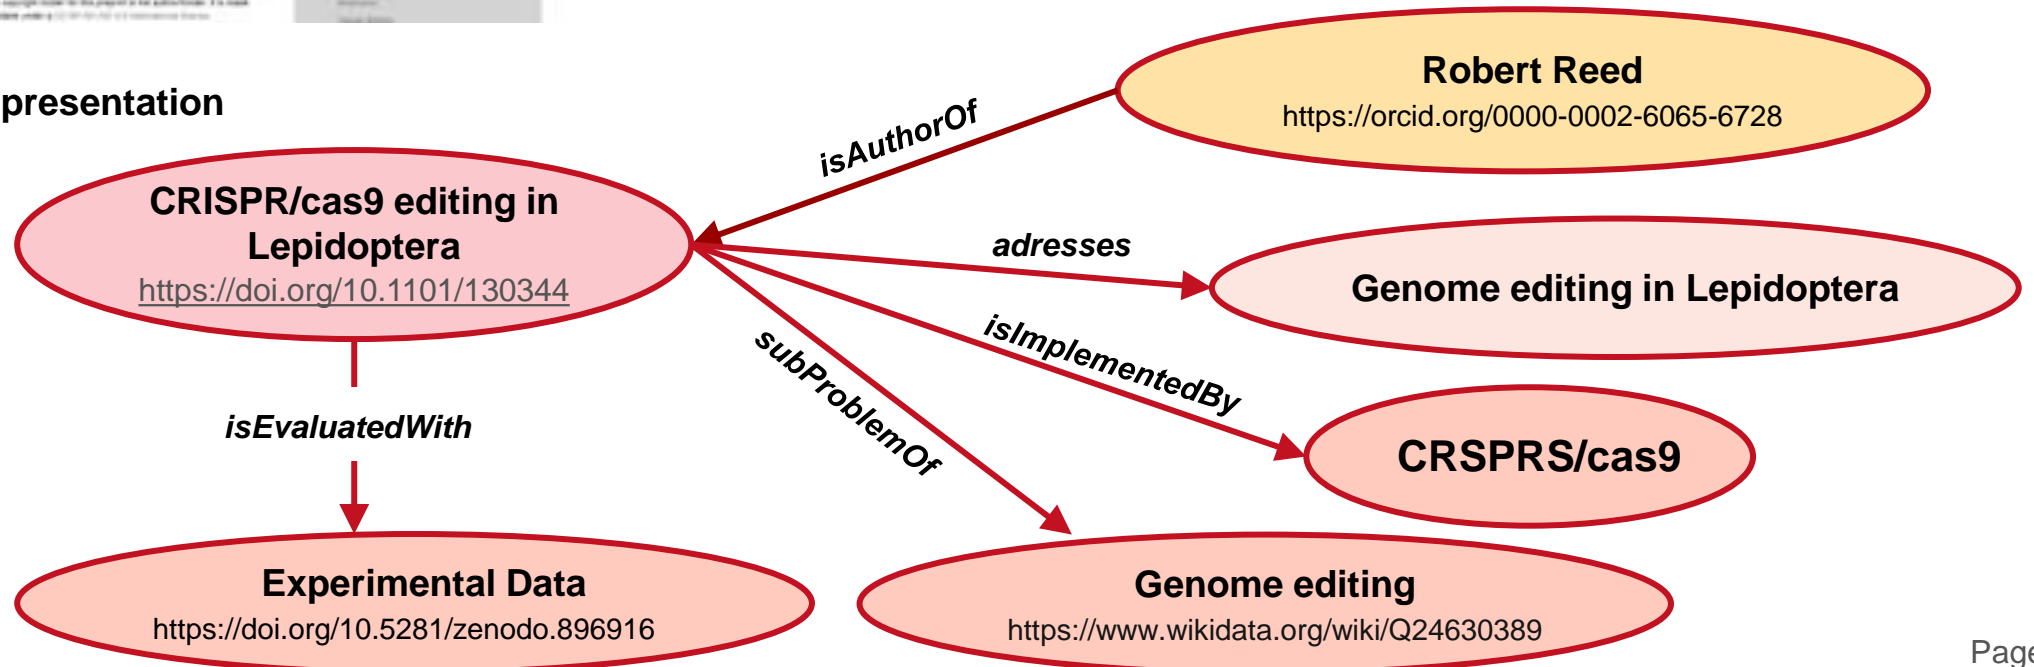 presentation
Robert Reed
https://orcid.org/0000-0002-6065-6728
isAuthorOf
CRISPR/cas9 editing in
Lepidoptera
https://doi.org/10.1101/130344
adresses
Genome editing in Lepidoptera
isImplementedBy
subProblemOf
CRSPRS/cas9
isEvaluatedWith
Experimental Data
https://doi.org/10.5281/zenodo.896916
Genome editing
https://www.wikidata.org/wiki/Q24630389
Page